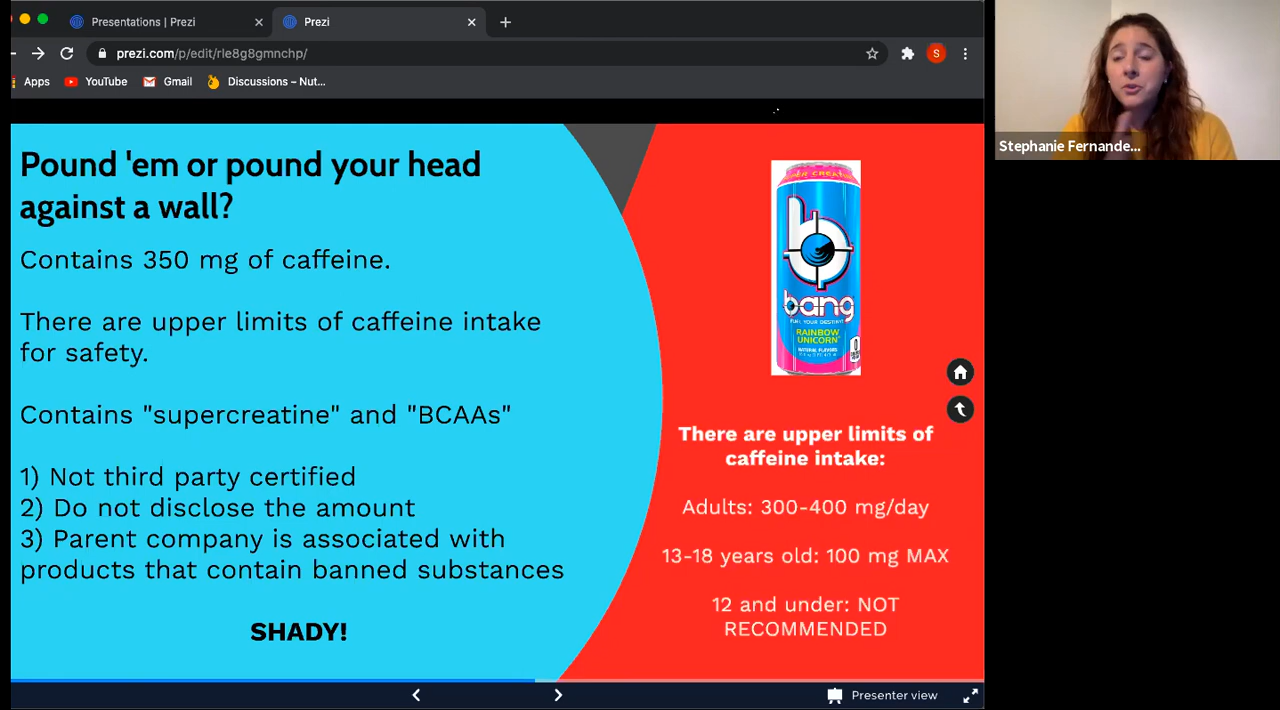 Presentations | Prezi
Prezi
prezi.com/p/edit/rle8g8gmnchp/
S
Apps
YouTube
Gmail
Discussions – Nut...
Stephanie Fernande...
Pound 'em or pound your head
against a wall?
Contains 350 mg of caffeine.
There are upper limits of caffeine intake
for safety.
Contains "supercreatine" and "BCAAs"
1) Not third party certified
2) Do not disclose the amount
3) Parent company is associated with
products that contain banned substances
SHADY!
b
bang
FUEL YOUR DESTINY
RAINBOW
UNICORN
NATURAL FLAVORS
There are upper limits of
caffeine intake:
Adults: 300-400 mg/day
13-18 years old: 100 mg MAX
12 and under: NOT
RECOMMENDED
Presenter view